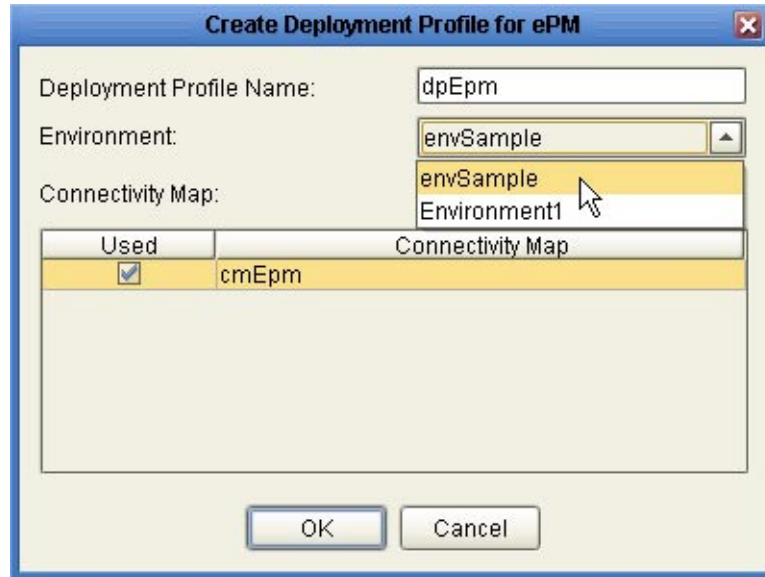 Create Deployment Profile for ePM
Deployment Profile Name: dpEpm
Environment: envSample
envSample
Environment1
Connectivity Map:
Used Connectivity Map
cmEpm
OK Cancel